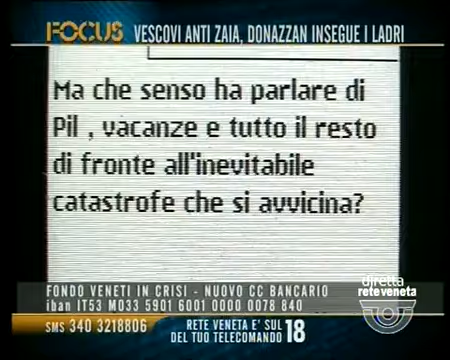 FOCUS VESCOVI ANTI ZAIA, DONAZZAN INSEGUE I LADRI
Ma che senso ha parlare di
Pil , vacanze e tutto il resto
di fronte all'inevitabile
catastrofe che si avvicina?
FONDO VENETI IN CRISI - NUOVO CC BANCARIO
iban IT53 M033 5901 6001 0000 0078 840
diretta
reteveneta
SMS 340 3218806
RETE VENETA E' SUL
DEL TUO TELECOMANDO 18